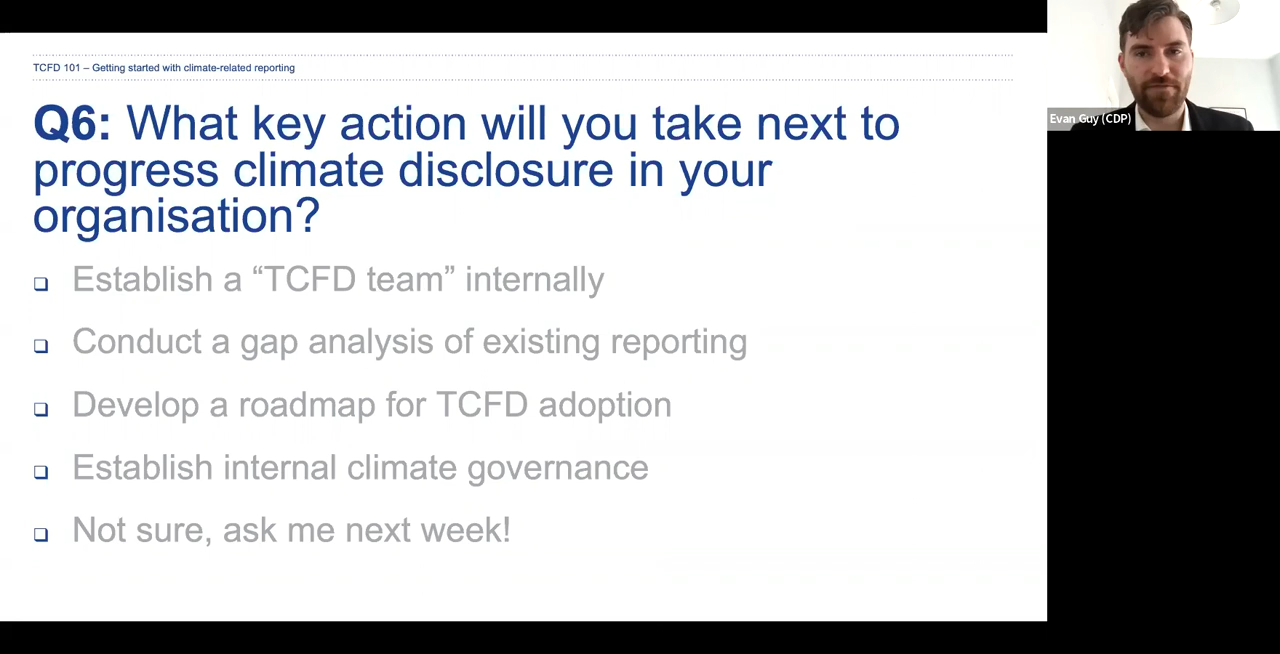 TCFD 101 – Getting started with climate-related reporting
Q6: What key action will you take next to
progress climate disclosure in your
organisation?
Establish a “TCFD team” internally
Conduct a gap analysis of existing reporting
Develop a roadmap for TCFD adoption
Establish internal climate governance
Not sure, ask me next week!
Evan Guy (CDP)